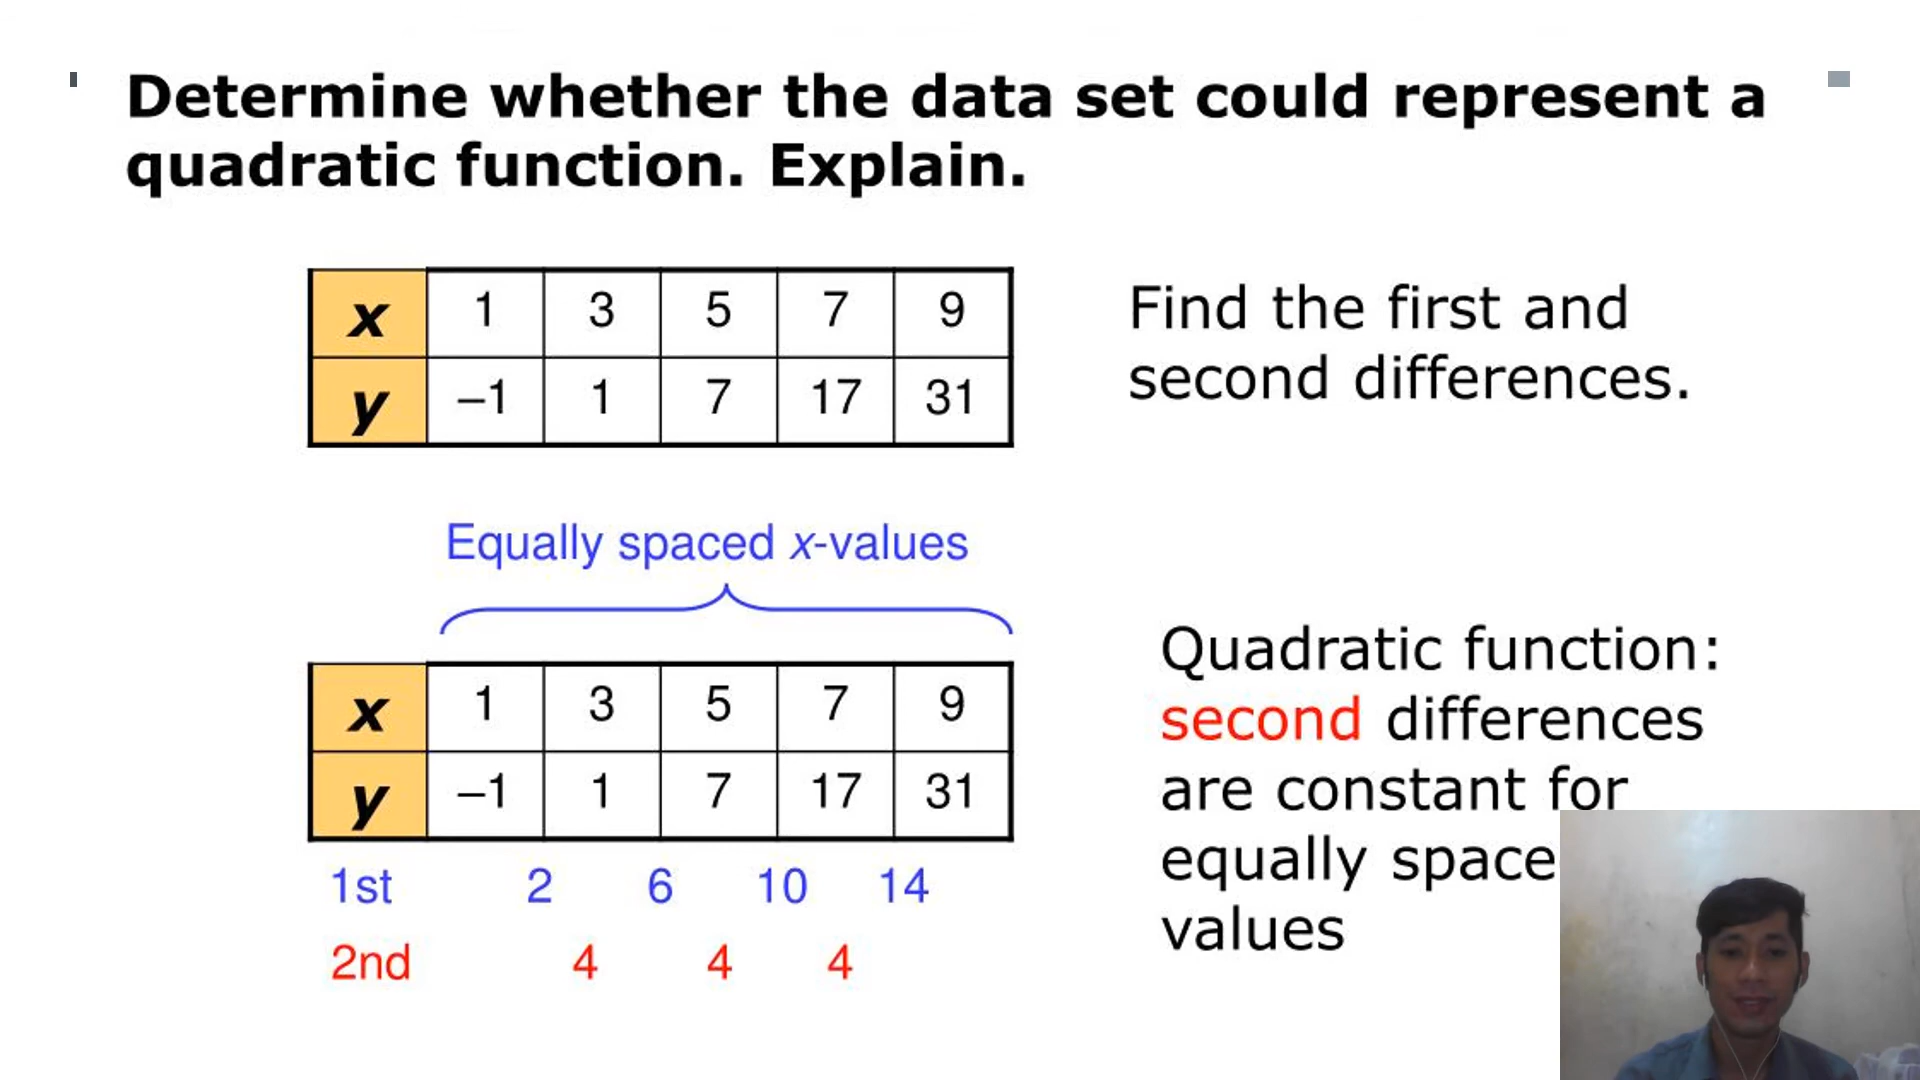 Determine whether the data set could represent a
quadratic function. Explain.
x 1 3 5 7 9
y –1 1 7 17 31
Find the first and
second differences.
Equally spaced x-values
x 1 3 5 7 9
y –1 1 7 17 31
1st 2 6 10 14
2nd 4 4 4
Quadratic function:
second differences
are constant for
equally space
values